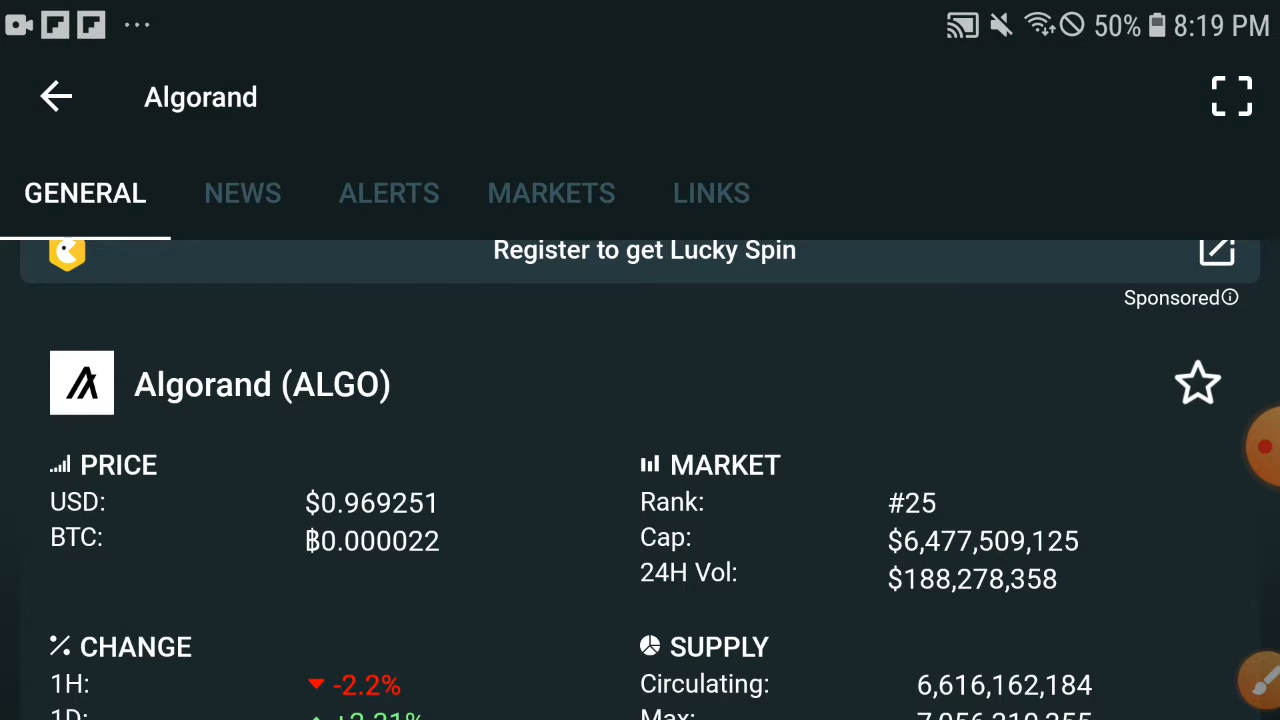 50% 8:19 PM
Algorand
GENERAL NEWS ALERTS MARKETS LINKS
Register to get Lucky Spin
Sponsored
Algorand (ALGO)
PRICE
USD: $0.969251
BTC: ฿0.000022
MARKET
Rank: #25
Cap: $6,477,509,125
24H Vol: $188,278,358
CHANGE
1H: -2.2%
1D:
SUPPLY
Circulating: 6,616,162,184
Max: